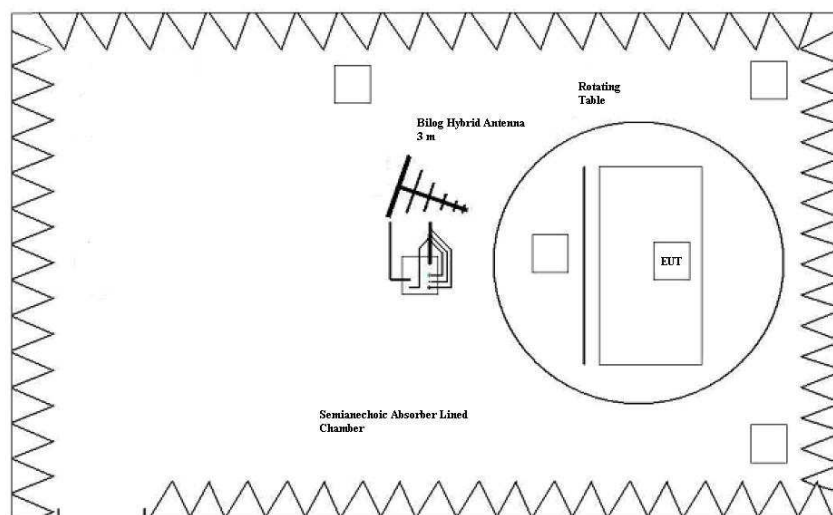 Rotating
Table
Bilog Hybrid Antenna
3 m
EUT
Semianechoic Absorber Lined
Chamber